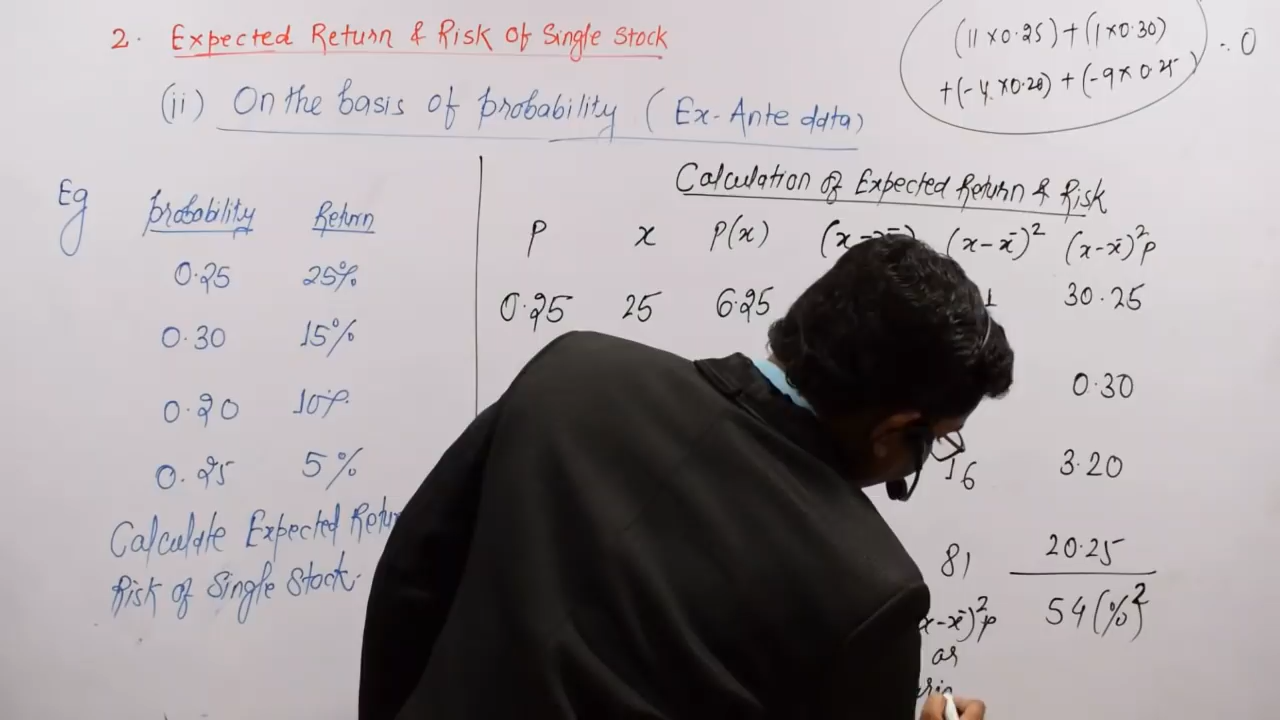 2. Expected Return & Risk Of Single Stock
(11 x 0.25) + (1 x 0.30)
+ (-4 x 0.20) + (-9 x 0.25)
∴ 0
(ii) On the basis of probability ( Ex-Ante data)
Eg
probability Return
0.25 25%
0.30 15%
0.20 10%
0.25 5%
Calculate Expected
Risk of Single Stock.
Calculation of Expected Return & Risk
P x P(x) (x-x̄)² (x-x̄)²p
0.25 25 6.25 30.25
0.30
16 3.20
81 20.25
x-x̄)²p 54(%)²
or